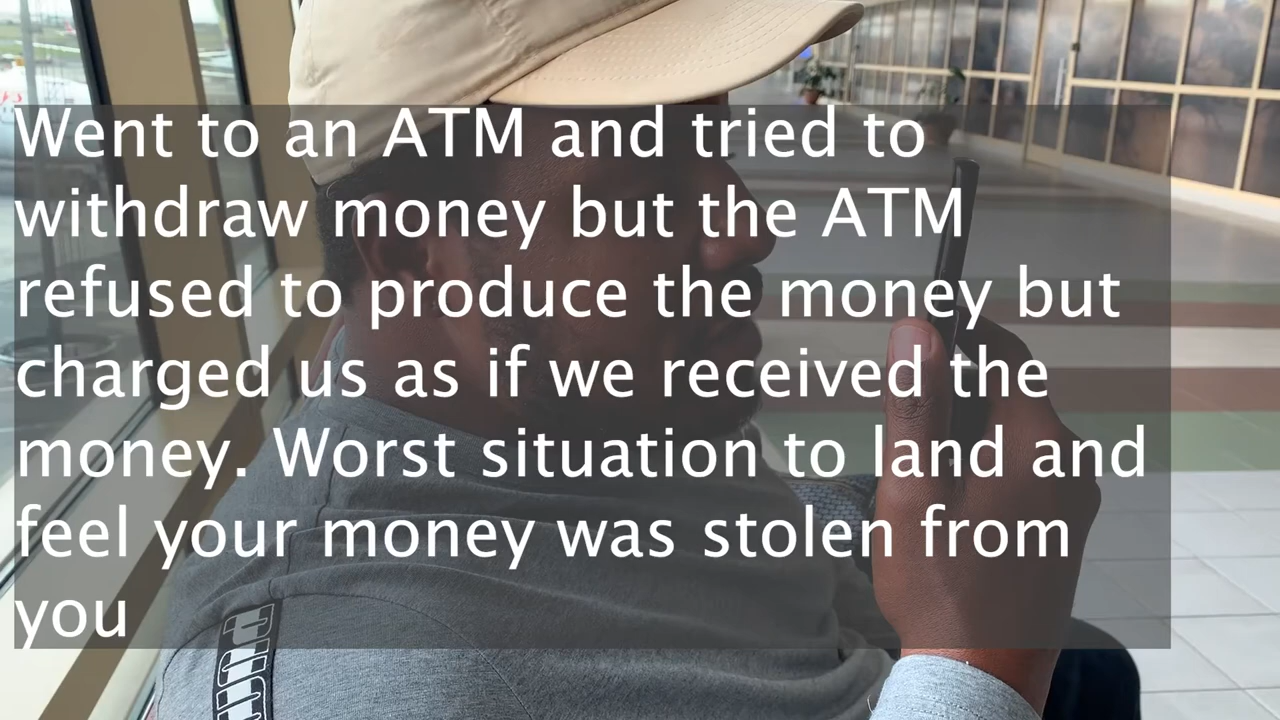 Went to an ATM and tried to
withdraw money but the ATM
refused to produce the money but
charged us as if we received the
money. Worst situation to land and
feel your money was stolen from
you